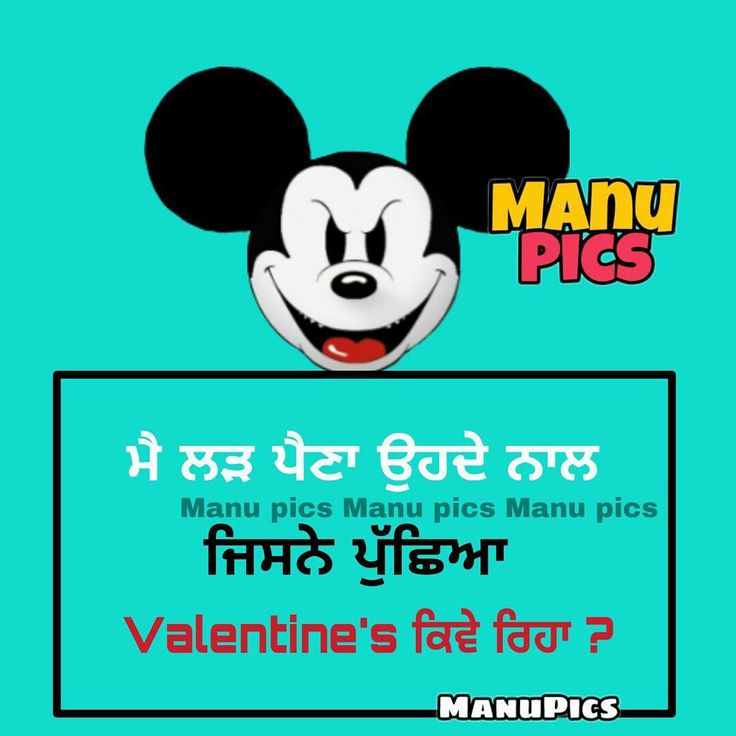 MANU
PICS
ਮੈ ਲੜ ਪੈਣਾ ਉਹਦੇ ਨਾਲ
Manu pics Manu pics Manu pics
ਜਿਸਨੇ ਪੁੱਛਿਆ
Valentine's ਕਿਵੇ ਰਿਹਾ ?
MANUPICS